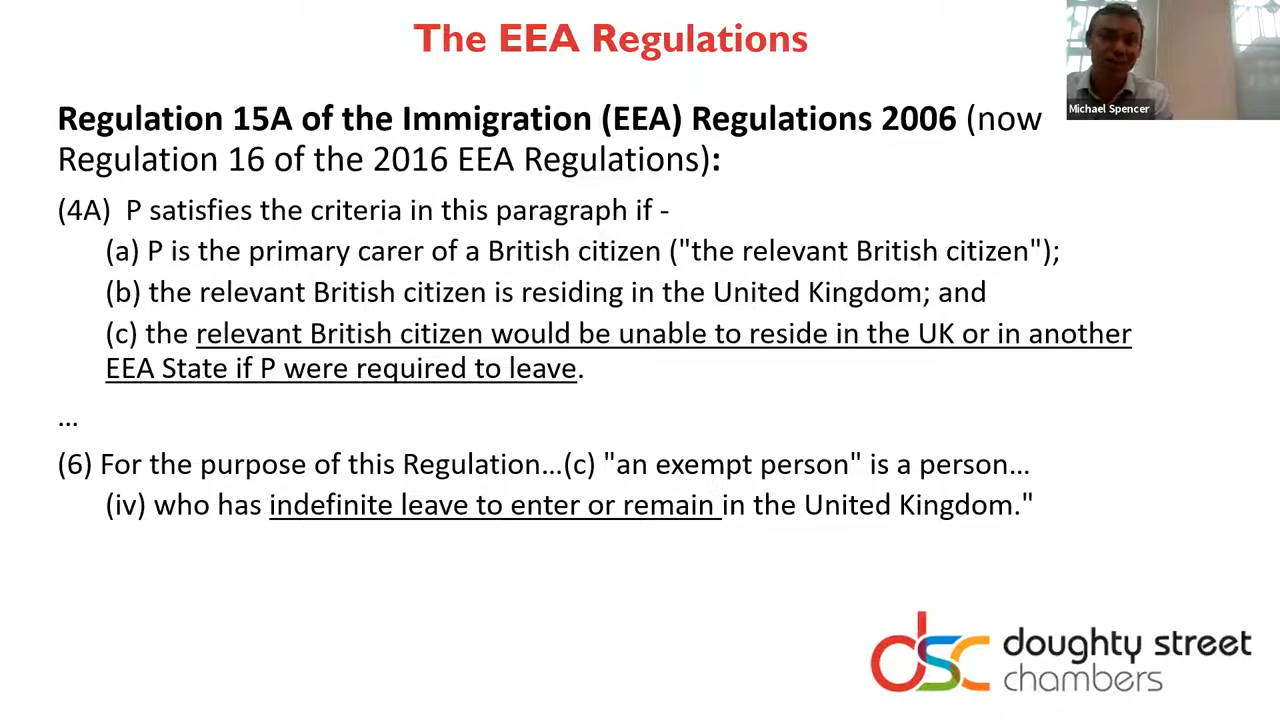 The EEA Regulations
Michael Spencer
Regulation 15A of the Immigration (EEA) Regulations 2006 (now
Regulation 16 of the 2016 EEA Regulations):
(4A) P satisfies the criteria in this paragraph if -
(a) P is the primary carer of a British citizen ("the relevant British citizen");
(b) the relevant British citizen is residing in the United Kingdom; and
(c) the relevant British citizen would be unable to reside in the UK or in another
EEA State if P were required to leave.
...
(6) For the purpose of this Regulation...(c) "an exempt person" is a person...
(iv) who has indefinite leave to enter or remain in the United Kingdom."
dsc doughty street
chambers